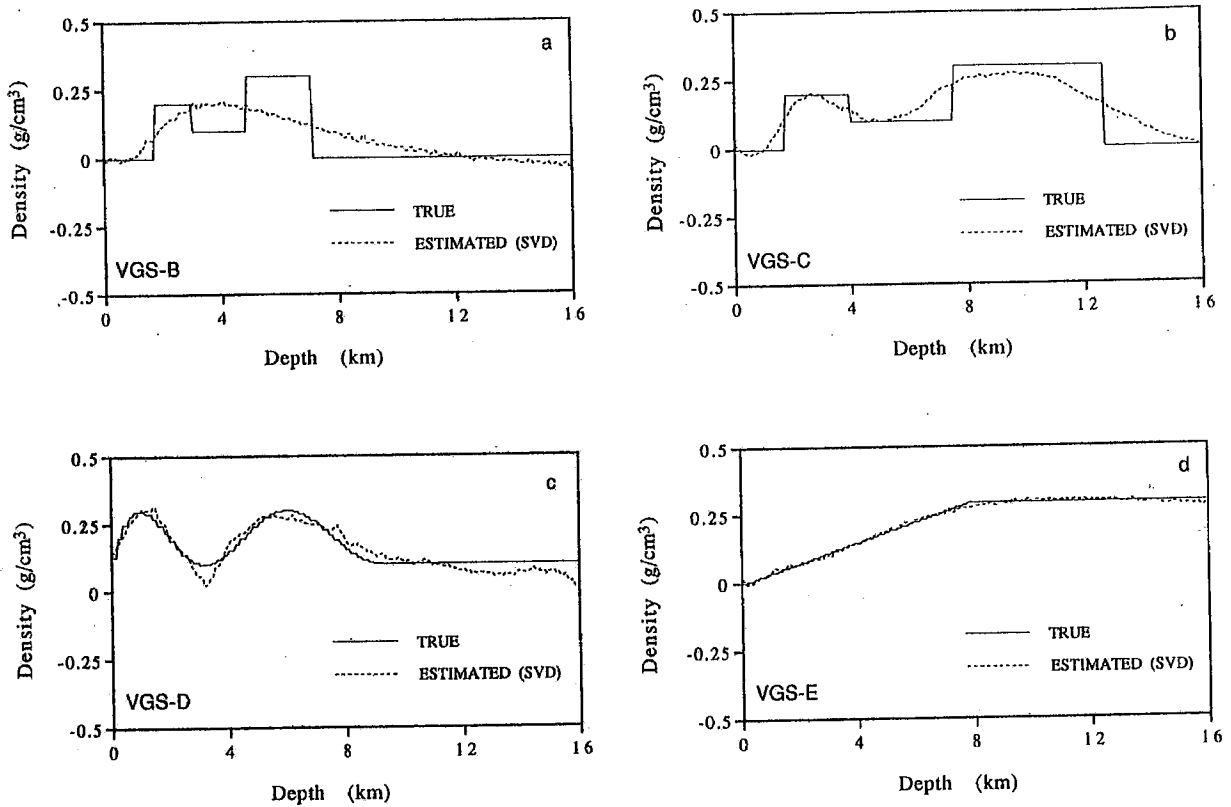 a
0.5
0.25
0
-0.25
-0.5
Density (g/cm³)
TRUE
ESTIMATED (SVD)
VGS-B
0 4 8 12 16
Depth (km)
b
0.5
0.25
0
-0.25
-0.5
Density (g/cm³)
TRUE
ESTIMATED (SVD)
VGS-C
0 4 8 12 16
Depth (km)
c
0.5
0.25
0
-0.25
-0.5
Density (g/cm³)
TRUE
ESTIMATED (SVD)
VGS-D
0 4 8 12 16
Depth (km)
d
0.5
0.25
0
-0.25
-0.5
Density (g/cm³)
TRUE
ESTIMATED (SVD)
VGS-E
0 4 8 12 16
Depth (km)